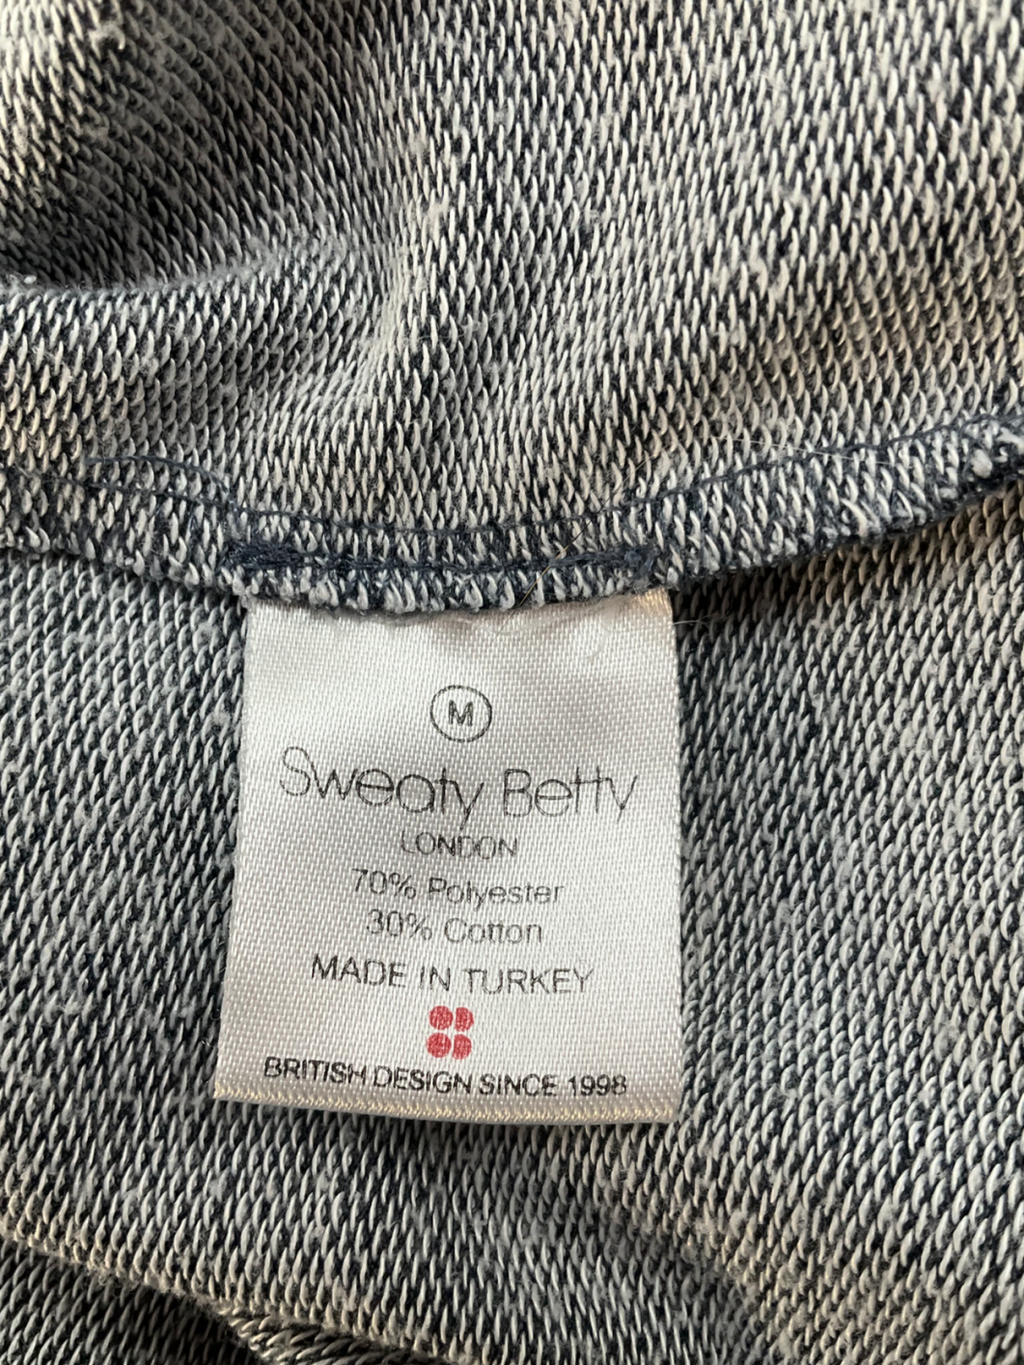 M
Sweaty Betty
LONDON
70% Polyester
30% Cotton
MADE IN TURKEY
BRITISH DESIGN SINCE 1998